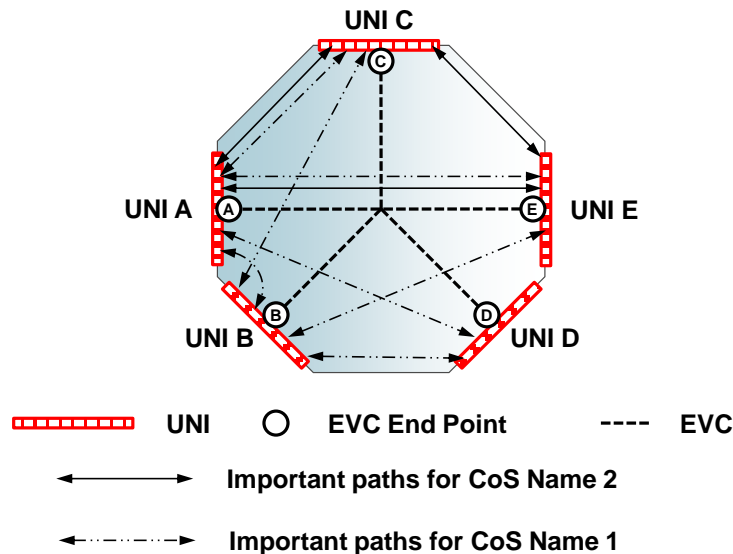 UNI C
C
UNI A
A
E
UNI E
B
D
UNI B
UNI D
UNI
EVC End Point
EVC
Important paths for CoS Name 2
Important paths for CoS Name 1